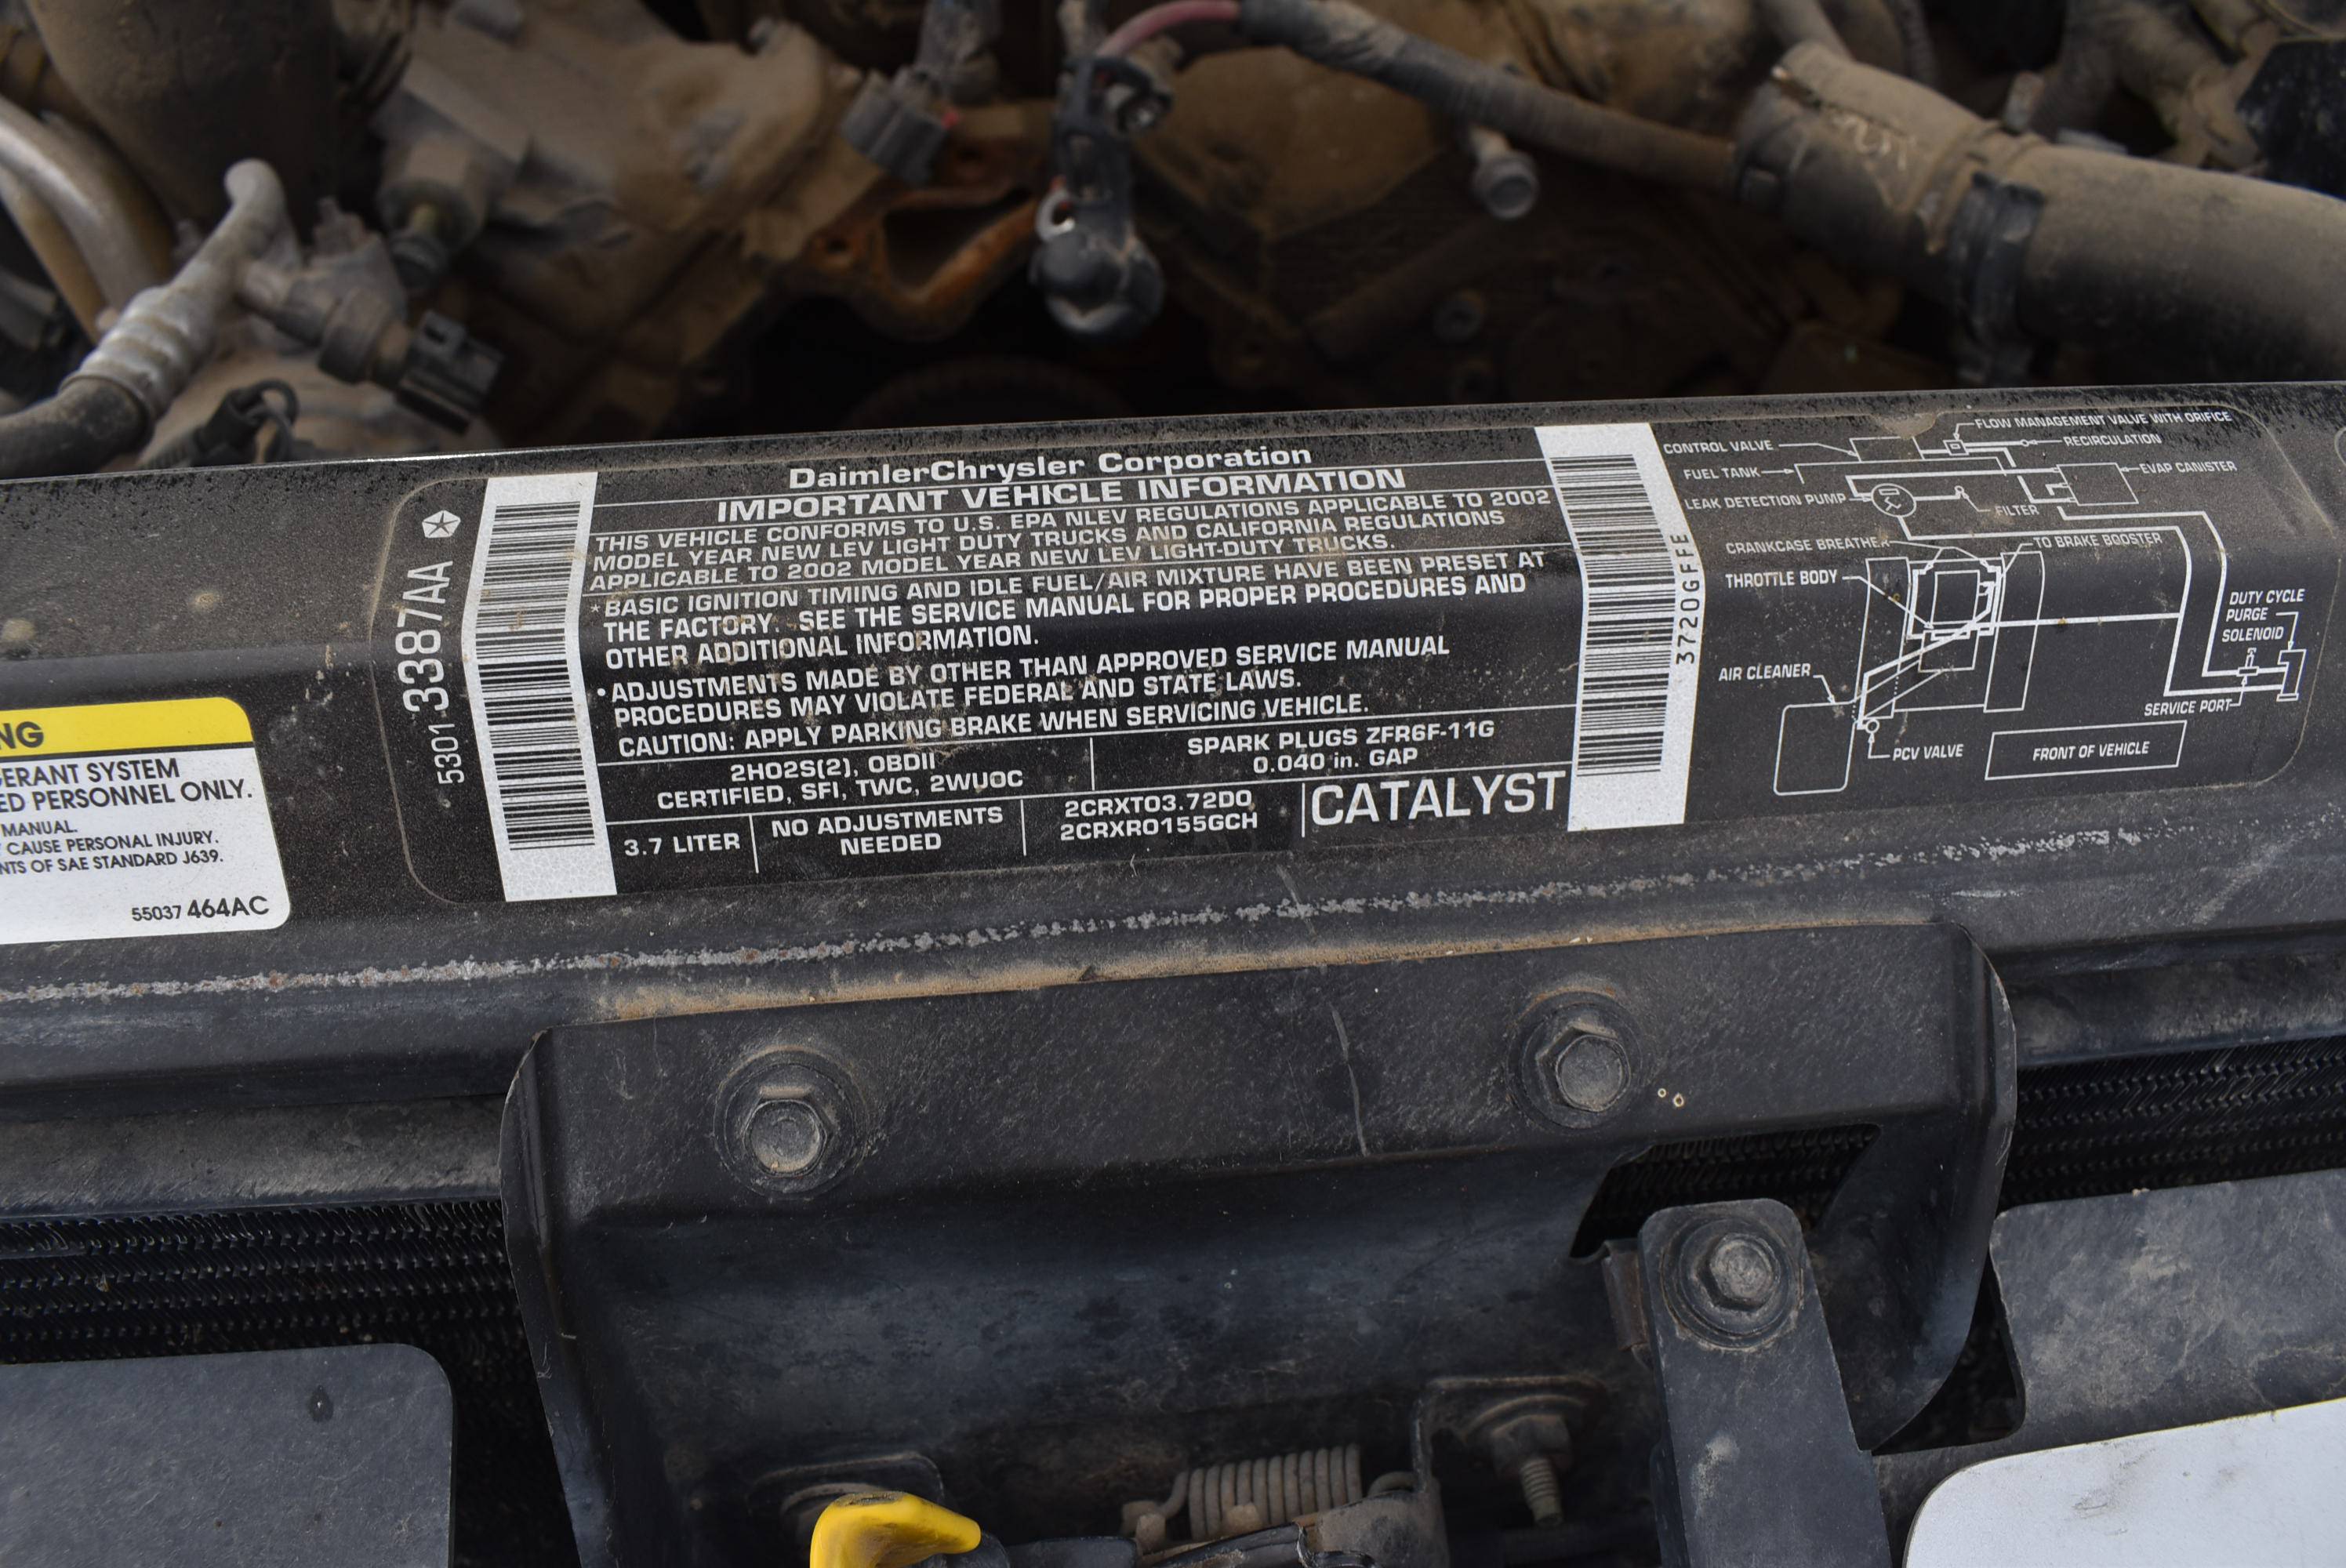 DaimlerChrysler Corporation
IMPORTANT VEHICLE INFORMATION
THIS VEHICLE CONFORMS TO U.S. EPA NLEV REGULATIONS APPLICABLE TO 2002
MODEL YEAR NEW LEV LIGHT DUTY TRUCKS AND CALIFORNIA REGULATIONS
APPLICABLE TO 2002 MODEL YEAR NEW LEV LIGHT-DUTY TRUCKS.
*BASIC IGNITION TIMING AND IDLE FUEL/AIR MIXTURE HAVE BEEN PRESET AT
THE FACTORY. SEE THE SERVICE MANUAL FOR PROPER PROCEDURES AND
OTHER ADDITIONAL INFORMATION.
•ADJUSTMENTS MADE BY OTHER THAN APPROVED SERVICE MANUAL
PROCEDURES MAY VIOLATE FEDERAL AND STATE LAWS.
CAUTION: APPLY PARKING BRAKE WHEN SERVICING VEHICLE.
2HO2S(2), OBDII
CERTIFIED, SFI, TWC, 2WUOC
SPARK PLUGS ZFR6F-11G
0.040 in. GAP
3.7 LITER
NO ADJUSTMENTS
NEEDED
2CRXT03.72D0
2CRXR0155GCH
CATALYST
53013387AA
3720GFFE
FLOW MANAGEMENT VALVE WITH ORIFICE
CONTROL VALVE
RECIRCULATION
FUEL TANK
EVAP CANISTER
LEAK DETECTION PUMP
FILTER
CRANKCASE BREATHER
TO BRAKE BOOSTER
THROTTLE BODY
DUTY CYCLE
PURGE
SOLENOID
AIR CLEANER
SERVICE PORT
PCV VALVE
FRONT OF VEHICLE
NG
GERANT SYSTEM
ED PERSONNEL ONLY.
MANUAL.
CAUSE PERSONAL INJURY.
NTS OF SAE STANDARD J639.
55037464AC